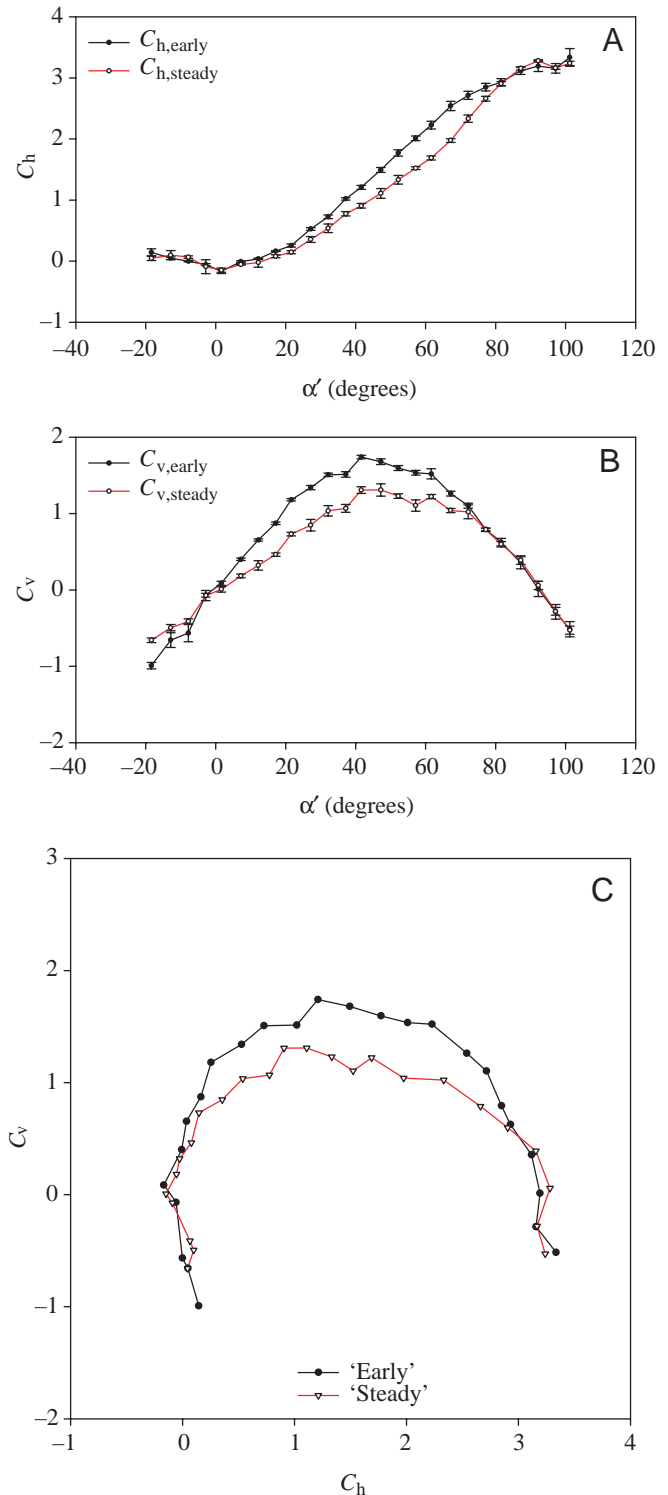 A
C_h,early
C_h,steady
4
3
2
1
0
–1
C_h
–40 –20 0 20 40 60 80 100 120
α′ (degrees)
B
C_v,early
C_v,steady
2
1
0
–1
–2
C_v
–40 –20 0 20 40 60 80 100 120
α′ (degrees)
C
3
2
1
0
–1
–2
C_v
'Early'
'Steady'
–1 0 1 2 3 4
C_h